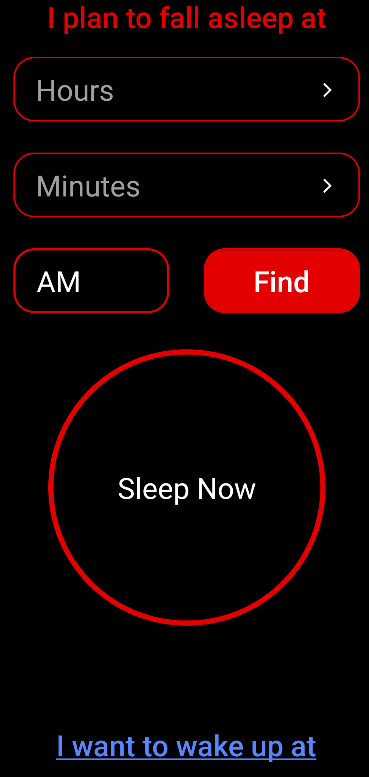 I plan to fall asleep at
Hours
Minutes
AM
Find
Sleep Now
I want to wake up at